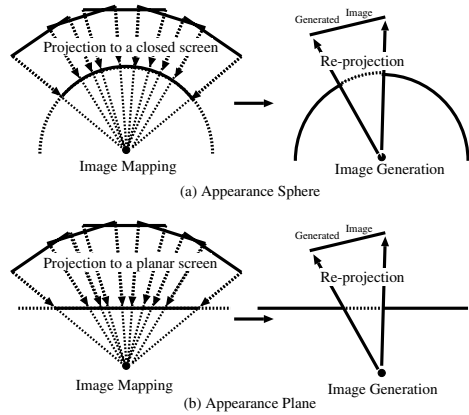 Generated Image
Projection to a closed screen
Re-projection
Image Mapping
Image Generation
(a) Appearance Sphere
Generated Image
Projection to a planar screen
Re-projection
Image Mapping
Image Generation
(b) Appearance Plane